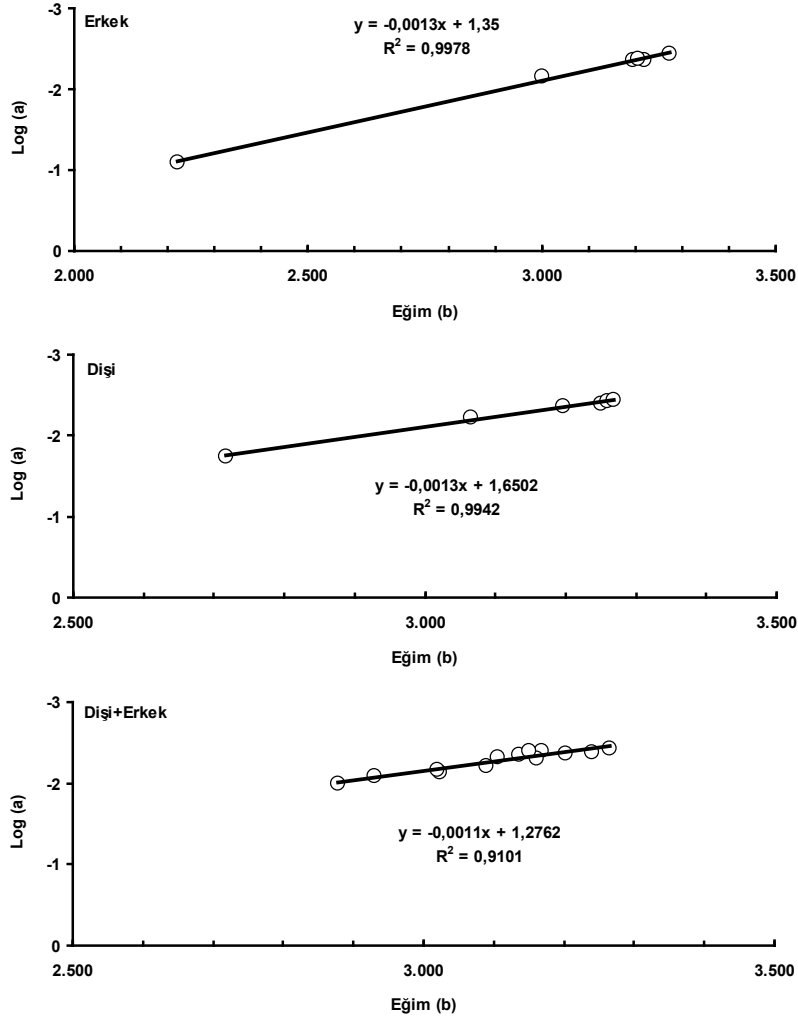 Erkek
y = -0,0013x + 1,35
R² = 0,9978
-3
-2
-1
0
Log (a)
2.000 2.500 3.000 3.500
Eğim (b)
Dişi
y = -0,0013x + 1,6502
R² = 0,9942
-3
-2
-1
0
Log (a)
2.500 3.000 3.500
Eğim (b)
Dişi+Erkek
y = -0,0011x + 1,2762
R² = 0,9101
-3
-2
-1
0
Log (a)
2.500 3.000 3.500
Eğim (b)